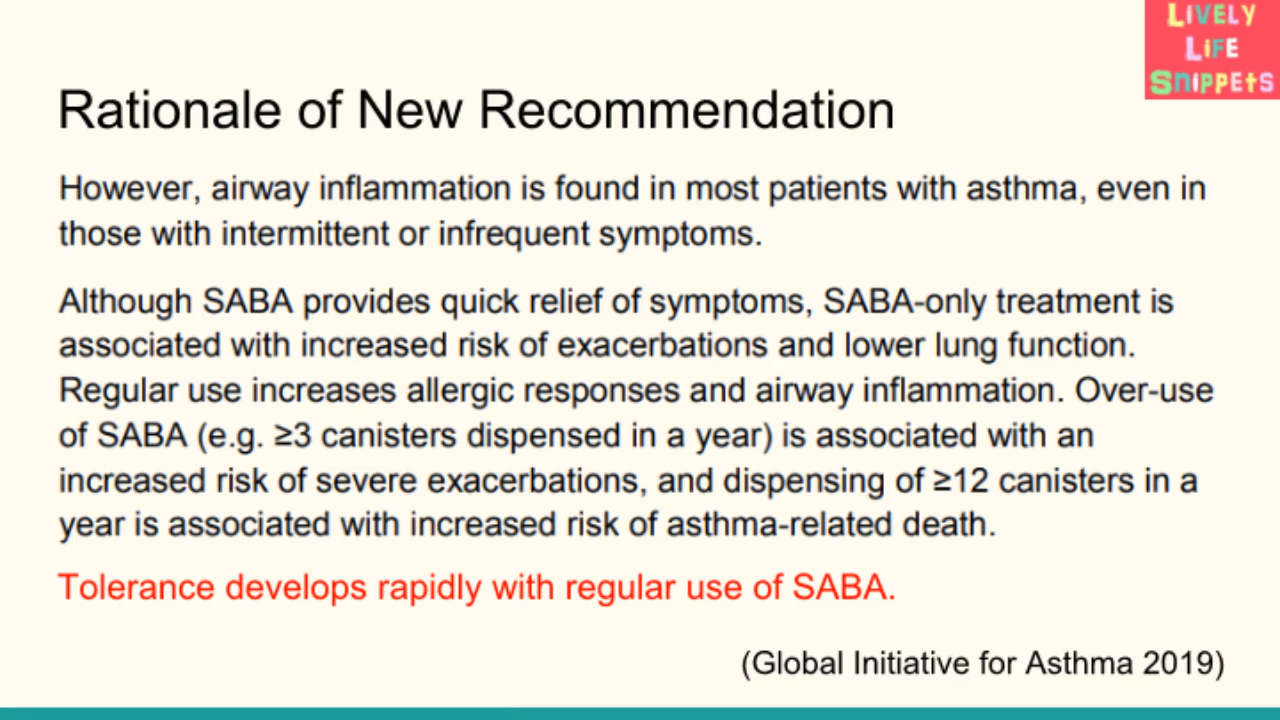 LIVELY
LIFE
SNIPPETS
Rationale of New Recommendation
However, airway inflammation is found in most patients with asthma, even in
those with intermittent or infrequent symptoms.
Although SABA provides quick relief of symptoms, SABA-only treatment is
associated with increased risk of exacerbations and lower lung function.
Regular use increases allergic responses and airway inflammation. Over-use
of SABA (e.g. ≥3 canisters dispensed in a year) is associated with an
increased risk of severe exacerbations, and dispensing of ≥12 canisters in a
year is associated with increased risk of asthma-related death.
Tolerance develops rapidly with regular use of SABA.
(Global Initiative for Asthma 2019)